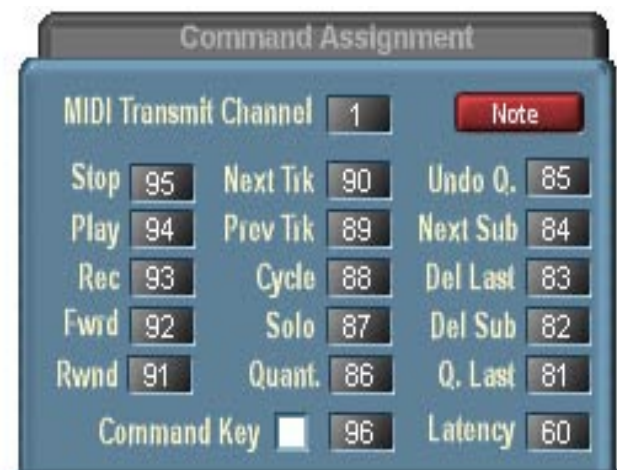 Command Assignment
MIDI Transmit Channel 1 Note
Stop 95 Next Trk 90 Undo Q. 85
Play 94 Prev Trk 89 Next Sub 84
Rec 93 Cycle 88 Del Last 83
Fwrd 92 Solo 87 Del Sub 82
Rwnd 91 Quant. 86 Q. Last 81
Command Key 96 Latency 60